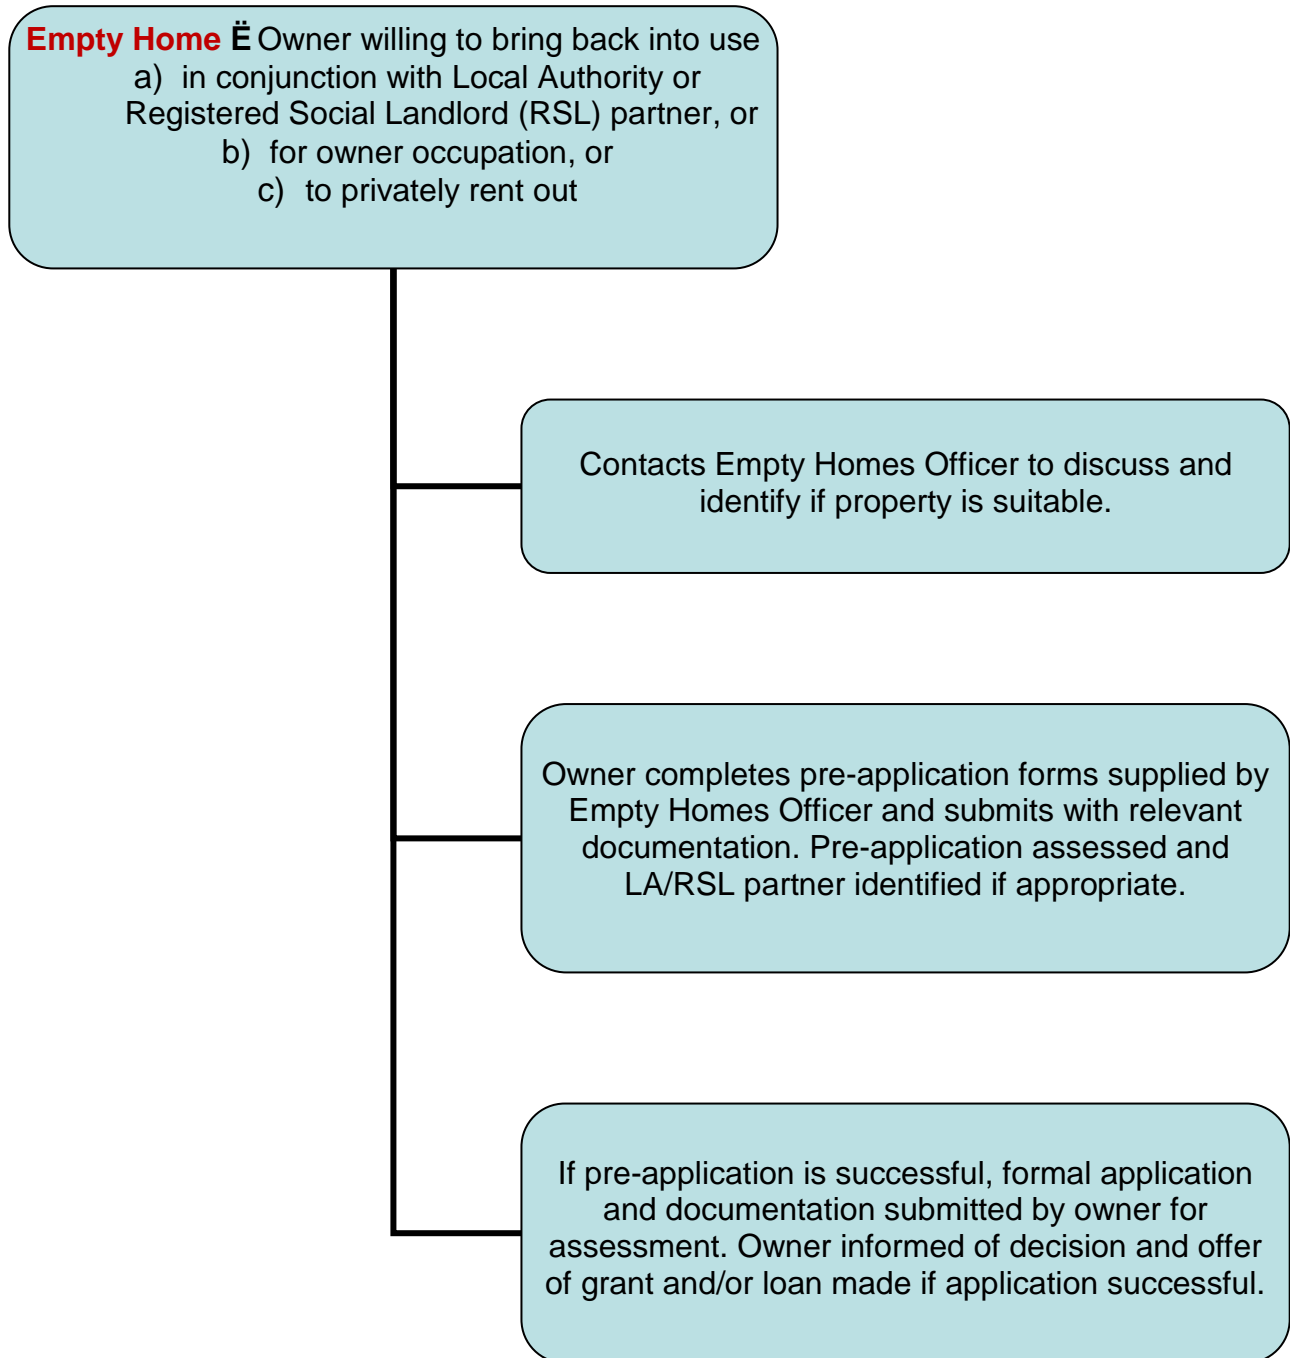 Empty Home Ë Owner willing to bring back into use
a) in conjunction with Local Authority or
Registered Social Landlord (RSL) partner, or
b) for owner occupation, or
c) to privately rent out
Contacts Empty Homes Officer to discuss and
identify if property is suitable.
Owner completes pre-application forms supplied by
Empty Homes Officer and submits with relevant
documentation. Pre-application assessed and
LA/RSL partner identified if appropriate.
If pre-application is successful, formal application
and documentation submitted by owner for
assessment. Owner informed of decision and offer
of grant and/or loan made if application successful.